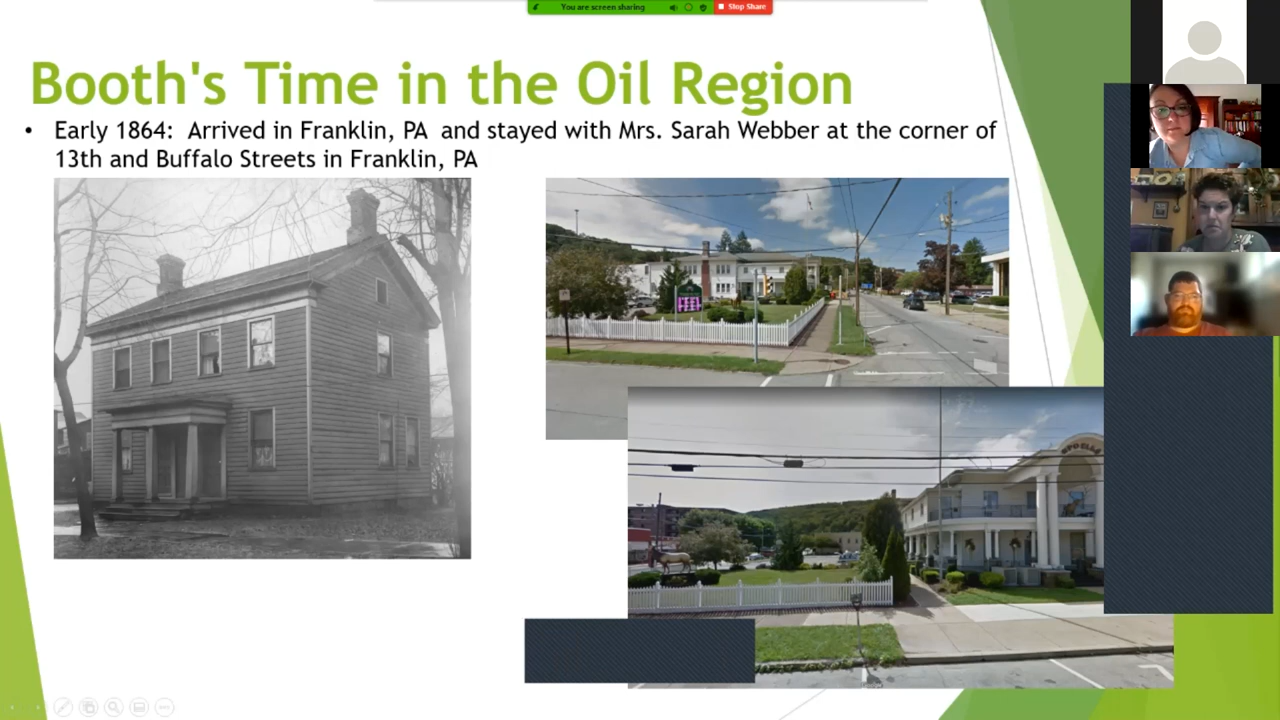 You are screen sharing
Stop Share
Booth's Time in the Oil Region
• Early 1864: Arrived in Franklin, PA and stayed with Mrs. Sarah Webber at the corner of
13th and Buffalo Streets in Franklin, PA